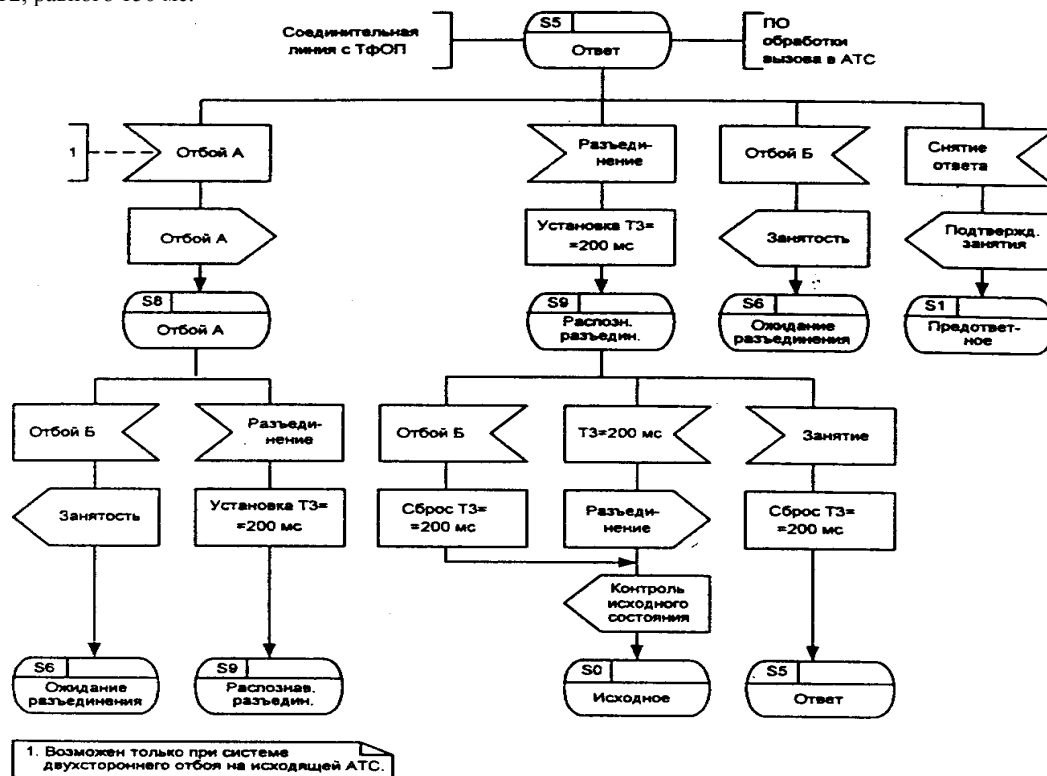 Соединительная
линия с ТфОП
S5
Ответ
ПО
обработки
вызова в АТС
1
Отбой А
Разъеди-
нение
Отбой Б
Снятие
ответа
Отбой А
Установка Т3=
=200 мс
Занятость
Подтвержд.
занятия
S8
Отбой А
S9
Распозн.
разъедин.
S6
Ожидание
разъединения
S1
Предответ-
ное
Отбой Б
Разъеди-
нение
Отбой Б
Т3=200 мс
Занятие
Занятость
Установка Т3=
=200 мс
Сброс Т3=
=200 мс
Разъеди-
нение
Сброс Т3=
=200 мс
Контроль
исходного
состояния
S6
Ожидание
разъединения
S9
Распознав.
разъедин.
S0
Исходное
S5
Ответ
1. Возможен только при системе
двухстороннего отбоя на исходящей АТС.